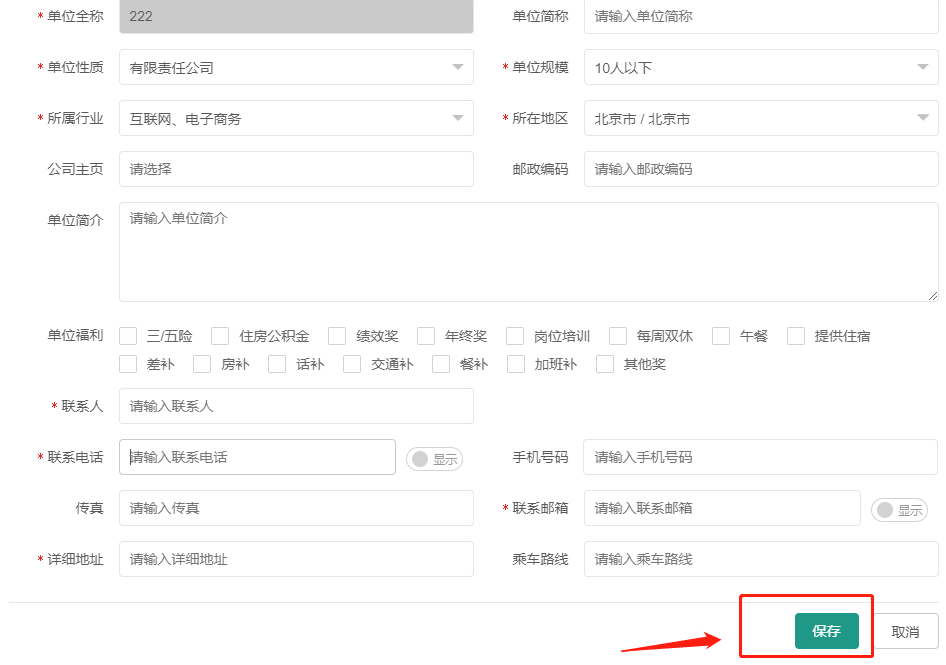 * 单位全称 222 单位简称 请输入单位简称
* 单位性质 有限责任公司 * 单位规模 10人以下
* 所属行业 互联网、电子商务 * 所在地区 北京市 / 北京市
公司主页 请选择 邮政编码 请输入邮政编码
单位简介 请输入单位简介
单位福利 三/五险 住房公积金 绩效奖 年终奖 岗位培训 每周双休 午餐 提供住宿
差补 房补 话补 交通补 餐补 加班补 其他奖
* 联系人 请输入联系人
* 联系电话 请输入联系电话 显示 手机号码 请输入手机号码
传真 请输入传真 * 联系邮箱 请输入联系邮箱 显示
* 详细地址 请输入详细地址 乘车路线 请输入乘车路线
保存 取消